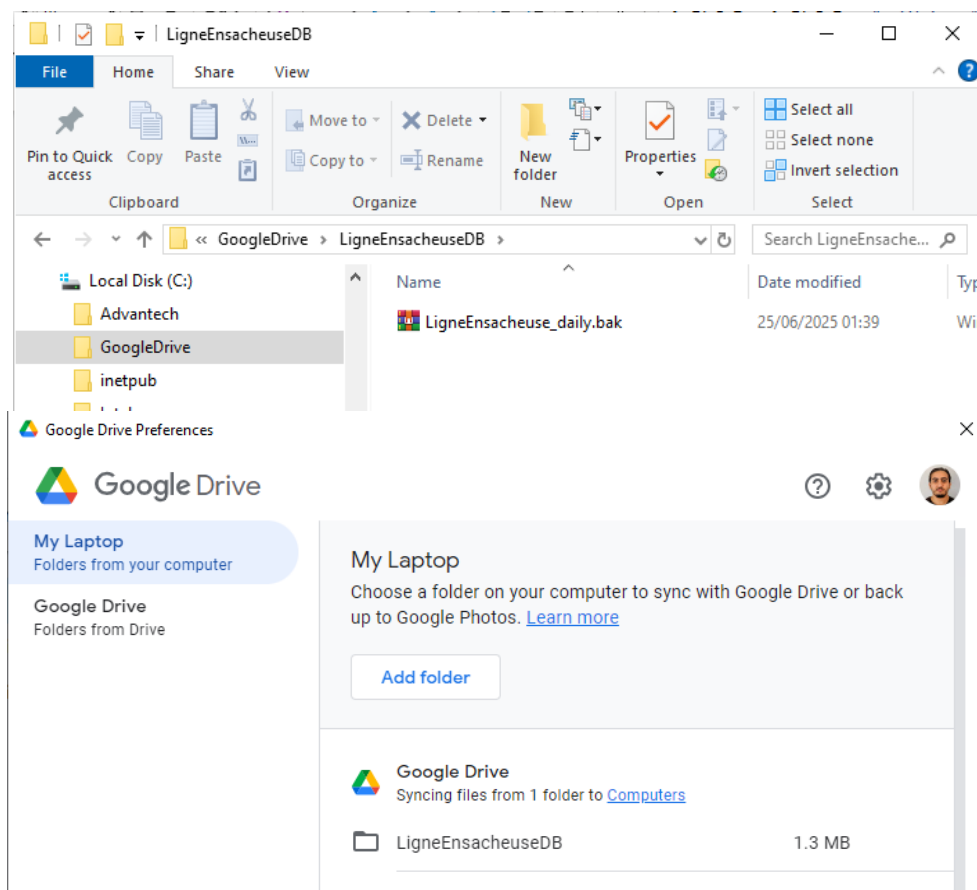 LigneEnsacheuseDB
File Home Share View
Pin to Quick access
Copy
Paste
Move to
Copy to
Delete
Rename
New folder
Properties
Select all
Select none
Invert selection
Clipboard Organize New Open Select
« GoogleDrive > LigneEnsacheuseDB >
Search LigneEnsache...
Local Disk (C:)
Advantech
GoogleDrive
inetpub
Name Date modified Typ
LigneEnsacheuse_daily.bak 25/06/2025 01:39 Wi
Google Drive Preferences
Google Drive
My Laptop
Folders from your computer
Google Drive
Folders from Drive
My Laptop
Choose a folder on your computer to sync with Google Drive or back
up to Google Photos. Learn more
Add folder
Google Drive
Syncing files from 1 folder to Computers
LigneEnsacheuseDB 1.3 MB